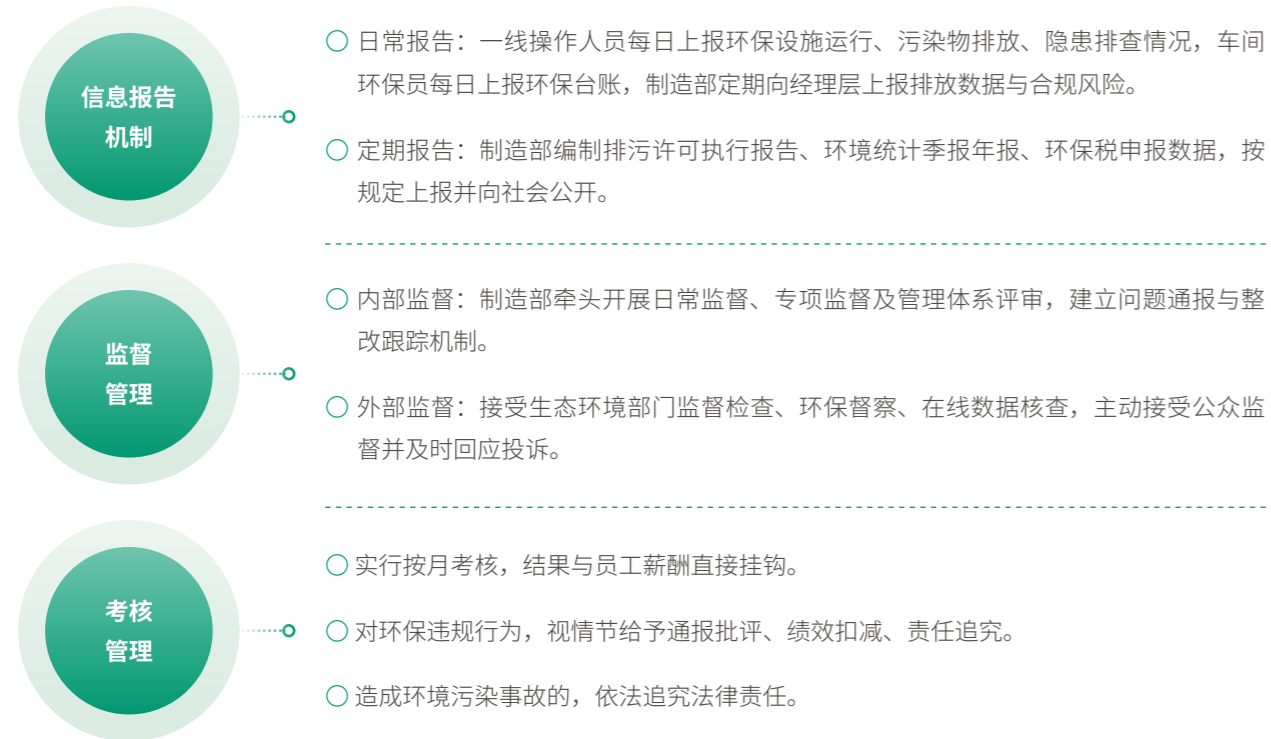 信息报告
机制
日常报告：一线操作人员每日上报环保设施运行、污染物排放、隐患排查情况，车间
环保员每日上报环保台账，制造部定期向经理层上报排放数据与合规风险。
定期报告：制造部编制排污许可执行报告、环境统计季报年报、环保税申报数据，按
规定上报并向社会公开。
监督
管理
内部监督：制造部牵头开展日常监督、专项监督及管理体系评审，建立问题通报与整
改跟踪机制。
外部监督：接受生态环境部门监督检查、环保督察、在线数据核查，主动接受公众监
督并及时回应投诉。
考核
管理
实行按月考核，结果与员工薪酬直接挂钩。
对环保违规行为，视情节给予通报批评、绩效扣减、责任追究。
造成环境污染事故的，依法追究法律责任。